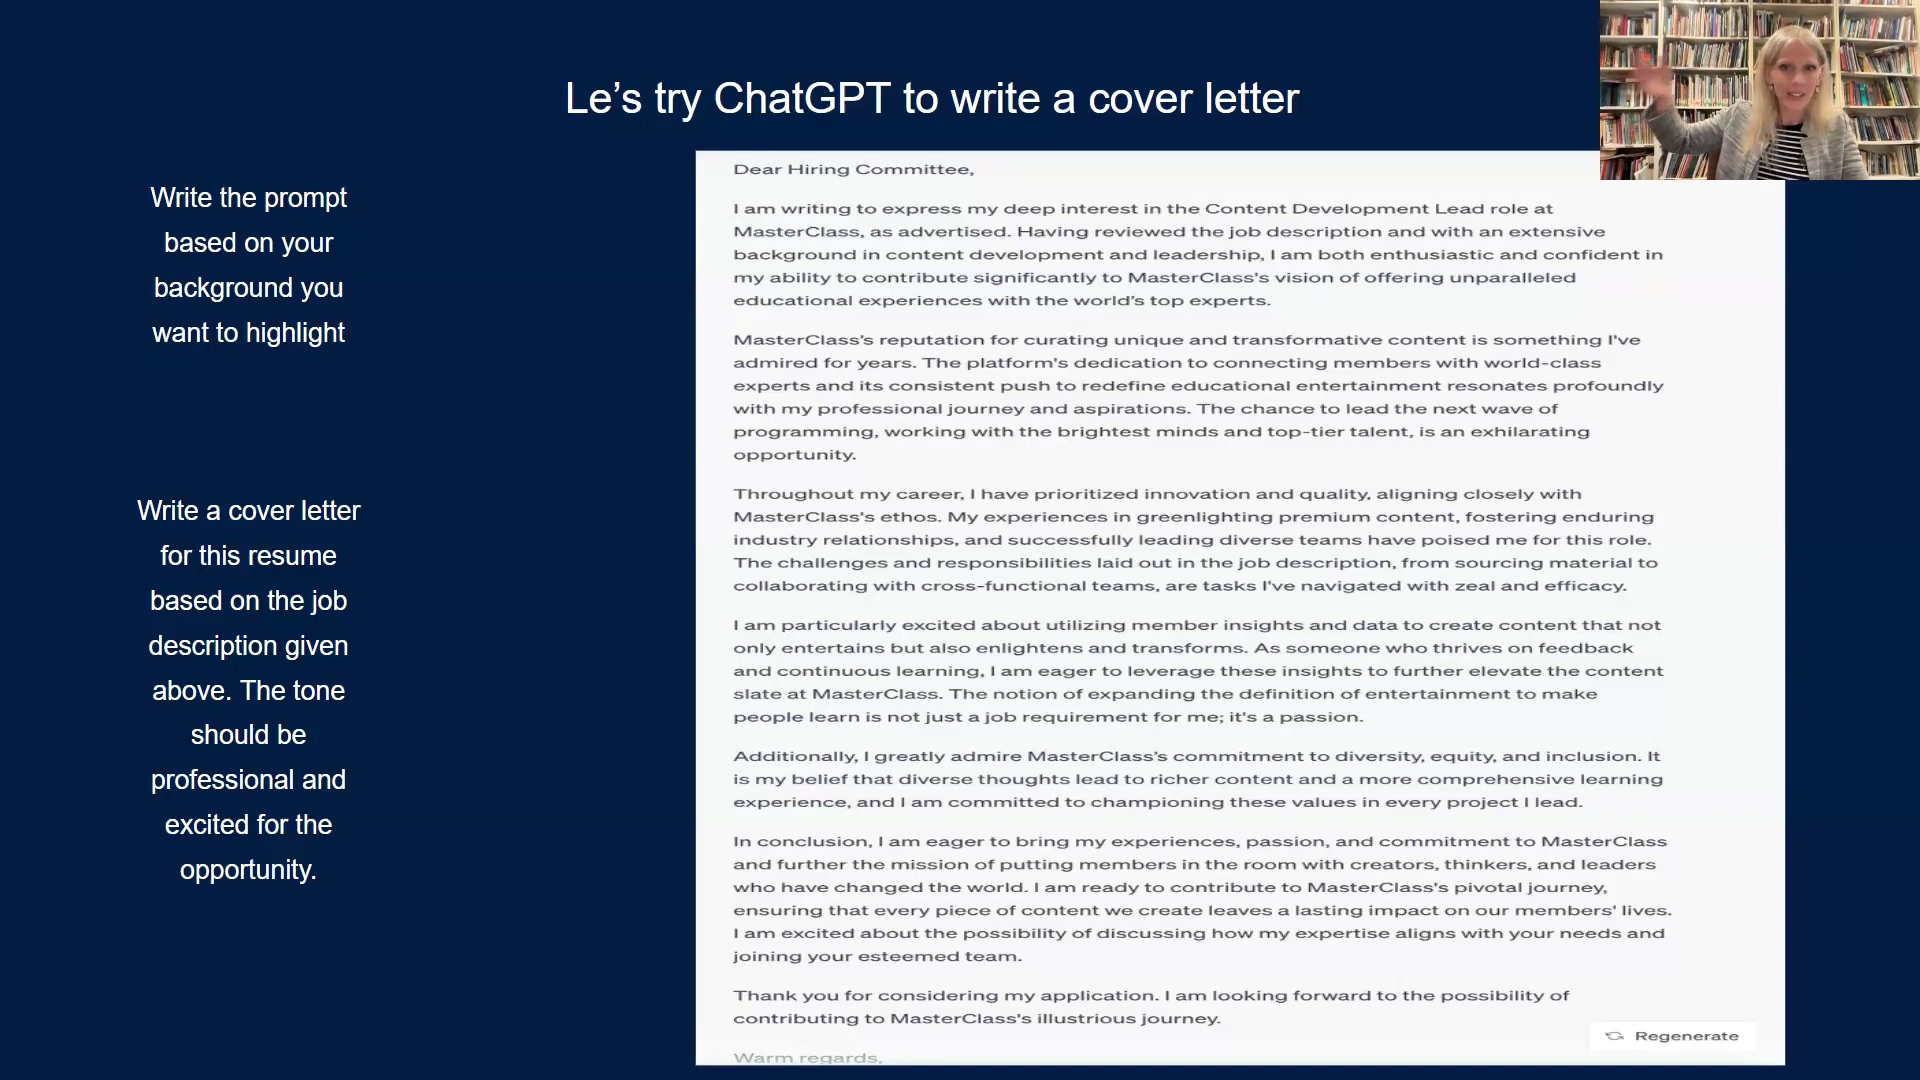 Le’s try ChatGPT to write a cover letter
Write the prompt
based on your
background you
want to highlight
Write a cover letter
for this resume
based on the job
description given
above. The tone
should be
professional and
excited for the
opportunity.
Dear Hiring Committee,
I am writing to express my deep interest in the Content Development Lead role at
MasterClass, as advertised. Having reviewed the job description and with an extensive
background in content development and leadership, I am both enthusiastic and confident in
my ability to contribute significantly to MasterClass's vision of offering unparalleled
educational experiences with the world’s top experts.
MasterClass’s reputation for curating unique and transformative content is something I've
admired for years. The platform's dedication to connecting members with world-class
experts and its consistent push to redefine educational entertainment resonates profoundly
with my professional journey and aspirations. The chance to lead the next wave of
programming, working with the brightest minds and top-tier talent, is an exhilarating
opportunity.
Throughout my career, I have prioritized innovation and quality, aligning closely with
MasterClass's ethos. My experiences in greenlighting premium content, fostering enduring
industry relationships, and successfully leading diverse teams have poised me for this role.
The challenges and responsibilities laid out in the job description, from sourcing material to
collaborating with cross-functional teams, are tasks I've navigated with zeal and efficacy.
I am particularly excited about utilizing member insights and data to create content that not
only entertains but also enlightens and transforms. As someone who thrives on feedback
and continuous learning, I am eager to leverage these insights to further elevate the content
slate at MasterClass. The notion of expanding the definition of entertainment to make
people learn is not just a job requirement for me; it's a passion.
Additionally, I greatly admire MasterClass’s commitment to diversity, equity, and inclusion. It
is my belief that diverse thoughts lead to richer content and a more comprehensive learning
experience, and I am committed to championing these values in every project I lead.
In conclusion, I am eager to bring my experiences, passion, and commitment to MasterClass
and further the mission of putting members in the room with creators, thinkers, and leaders
who have changed the world. I am ready to contribute to MasterClass's pivotal journey,
ensuring that every piece of content we create leaves a lasting impact on our members' lives.
I am excited about the possibility of discussing how my expertise aligns with your needs and
joining your esteemed team.
Thank you for considering my application. I am looking forward to the possibility of
contributing to MasterClass's illustrious journey.
Regenerate
Warm regards,